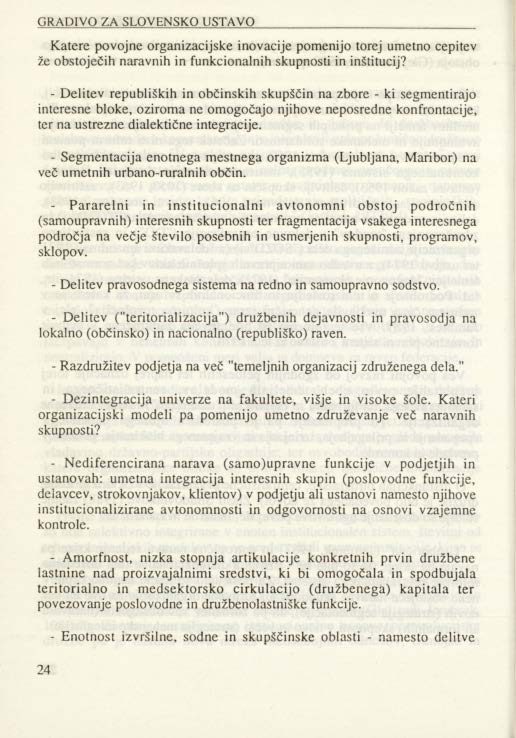 GRADIVO ZA SLOVENSKO USTAVO
Katere povojne organizacijske inovacije pomenijo torej umetno cepitev
že obstoječih naravnih in funkcionalnih skupnosti in inštitucij?
- Delitev republiških in občinskih skupščin na zbore - ki segmentirajo
interesne bloke, oziroma ne omogočajo njihove neposredne konfrontacije,
ter na ustrezne dialektične integracije.
- Segmentacija enotnega mestnega organizma (Ljubljana, Maribor) na
več umetnih urbano-ruralnih občin.
- Pararelni in institucionalni avtonomni obstoj področnih
(samoupravnih) interesnih skupnosti ter fragmentacija vsakega interesnega
področja na večje število posebnih in usmerjenih skupnosti, programov,
sklopov.
- Delitev pravosodnega sistema na redno in samoupravno sodstvo.
- Delitev ("teritorializacija") družbenih dejavnosti in pravosodja na
lokalno (občinsko) in nacionalno (republiško) raven.
- Razdružitev podjetja na več "temeljnih organizacij združenega dela."
- Dezintegracija univerze na fakultete, višje in visoke šole. Kateri
organizacijski modeli pa pomenijo umetno združevanje več naravnih
skupnosti?
- Nediferencirana narava (samo)upravne funkcije v podjetjih in
ustanovah: umetna integracija interesnih skupin (poslovodne funkcije,
delavcev, strokovnjakov, klientov) v podjetju ali ustanovi namesto njihove
institucionalizirane avtonomnosti in odgovornosti na osnovi vzajemne
kontrole.
- Amorfnost, nizka stopnja artikulacije konkretnih prvin družbene
lastnine nad proizvajalnimi sredstvi, ki bi omogočala in spodbujala
teritorialno in medsektorsko cirkulacijo (družbenega) kapitala ter
povezovanje poslovodne in družbenolastniške funkcije.
- Enotnost izvršilne, sodne in skupščinske oblasti - namesto delitve
24